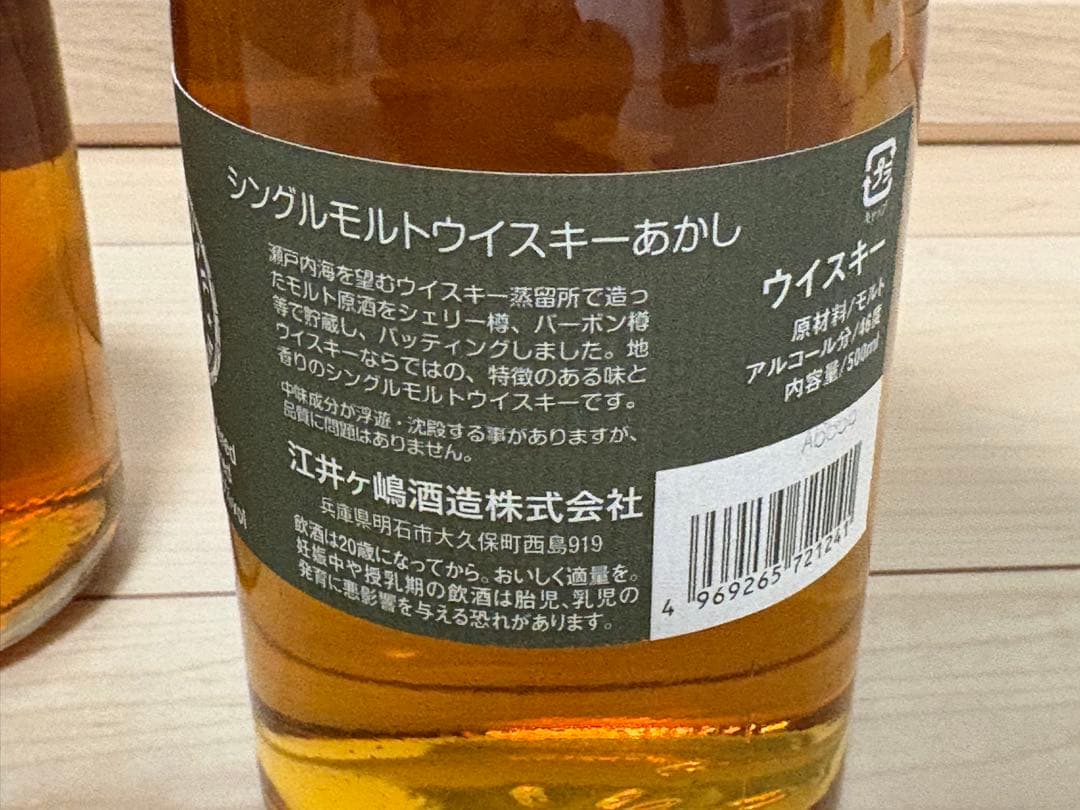 シングルモルトウイスキーあかし
瀬戸内海を望むウイスキー蒸留所で造っ
たモルト原酒をシェリー樽、バーボン樽
等で貯蔵し、バッティングしました。地
ウイスキーならではの、特徴のある味と
香りのシングルモルトウイスキーです。
中味成分が浮遊・沈殿する事がありますが、
品質に問題はありません。
江井ヶ嶋酒造株式会社
兵庫県明石市大久保町西島919
飲酒は20歳になってから。おいしく適量を。
妊娠中や授乳期の飲酒は胎児、乳児の
発育に悪影響を与える恐れがあります。
プラ
キャップ
ウイスキー
原材料/モルト
アルコール分/46度
内容量/500ml
4 969265 721241